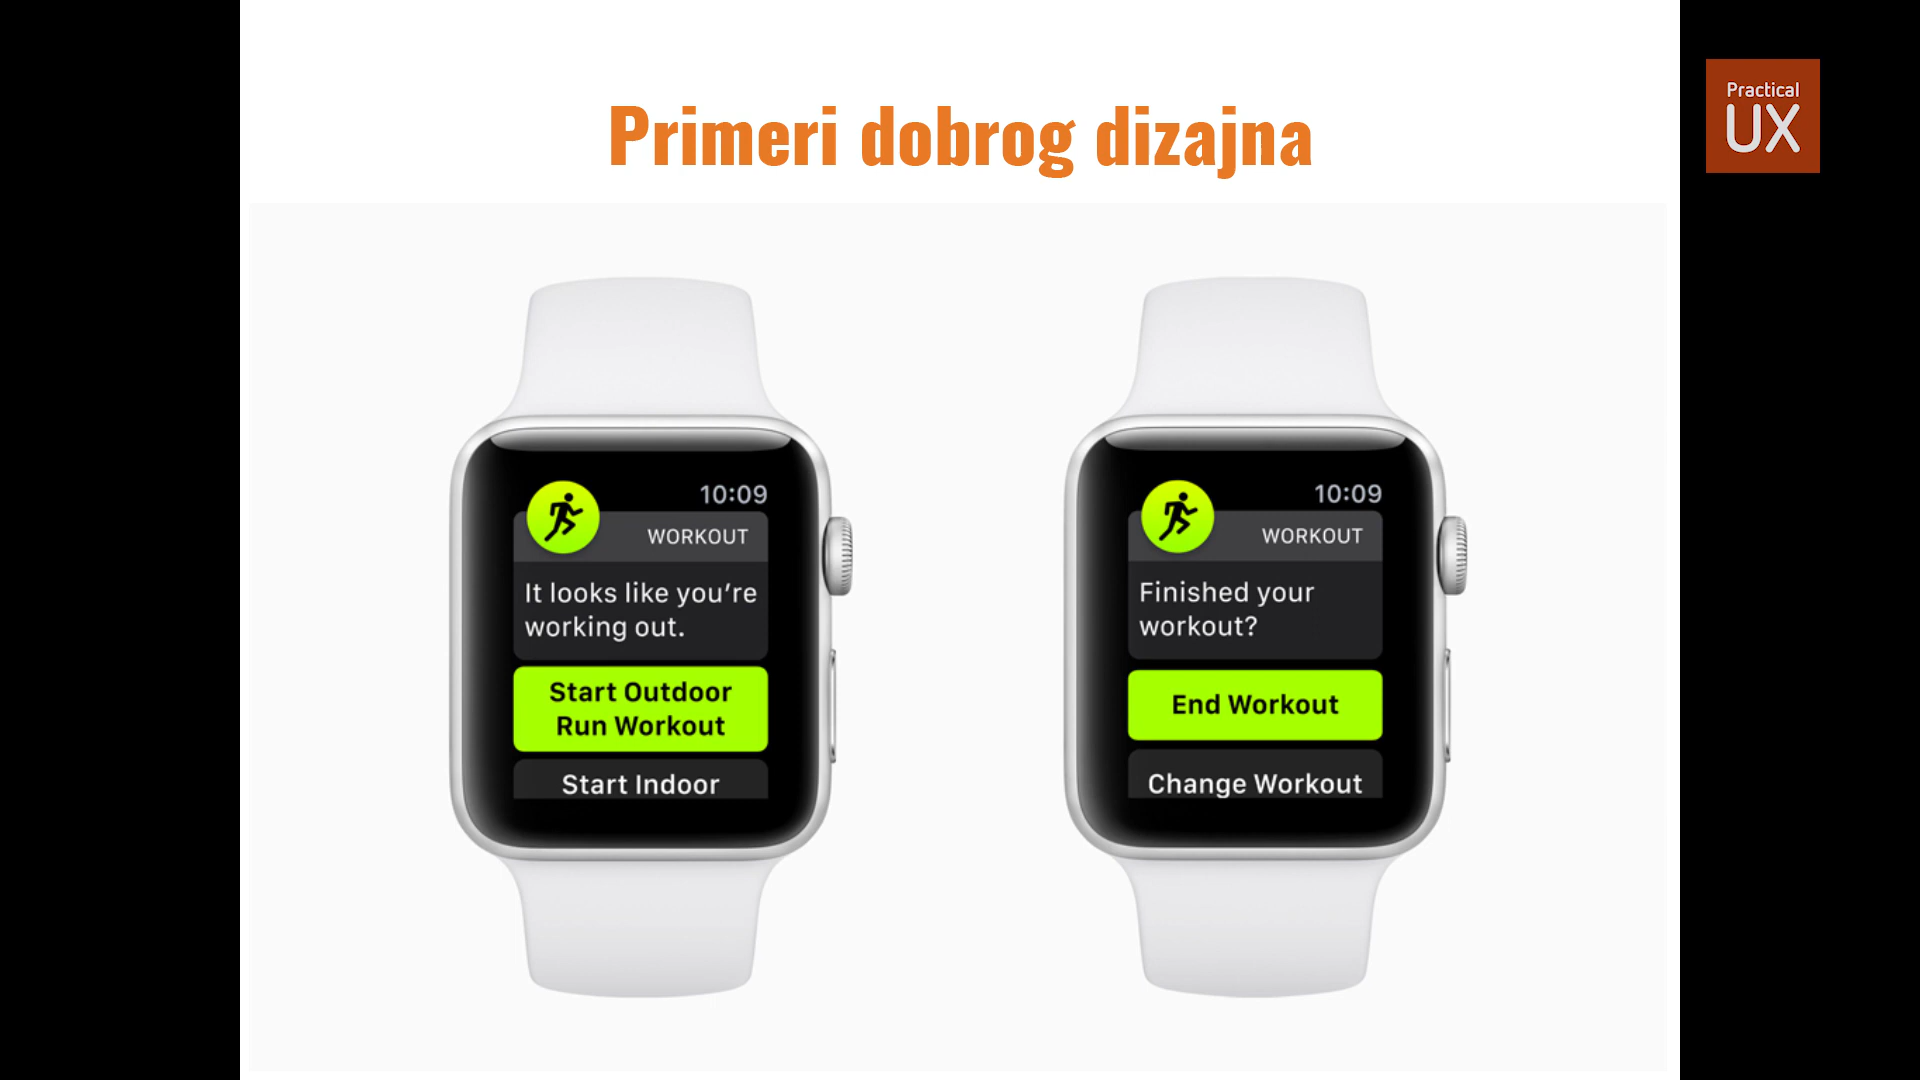 Primeri dobrog dizajna
Practical
UX
10:09
WORKOUT
It looks like you’re
working out.
Start Outdoor
Run Workout
Start Indoor
10:09
WORKOUT
Finished your
workout?
End Workout
Change Workout